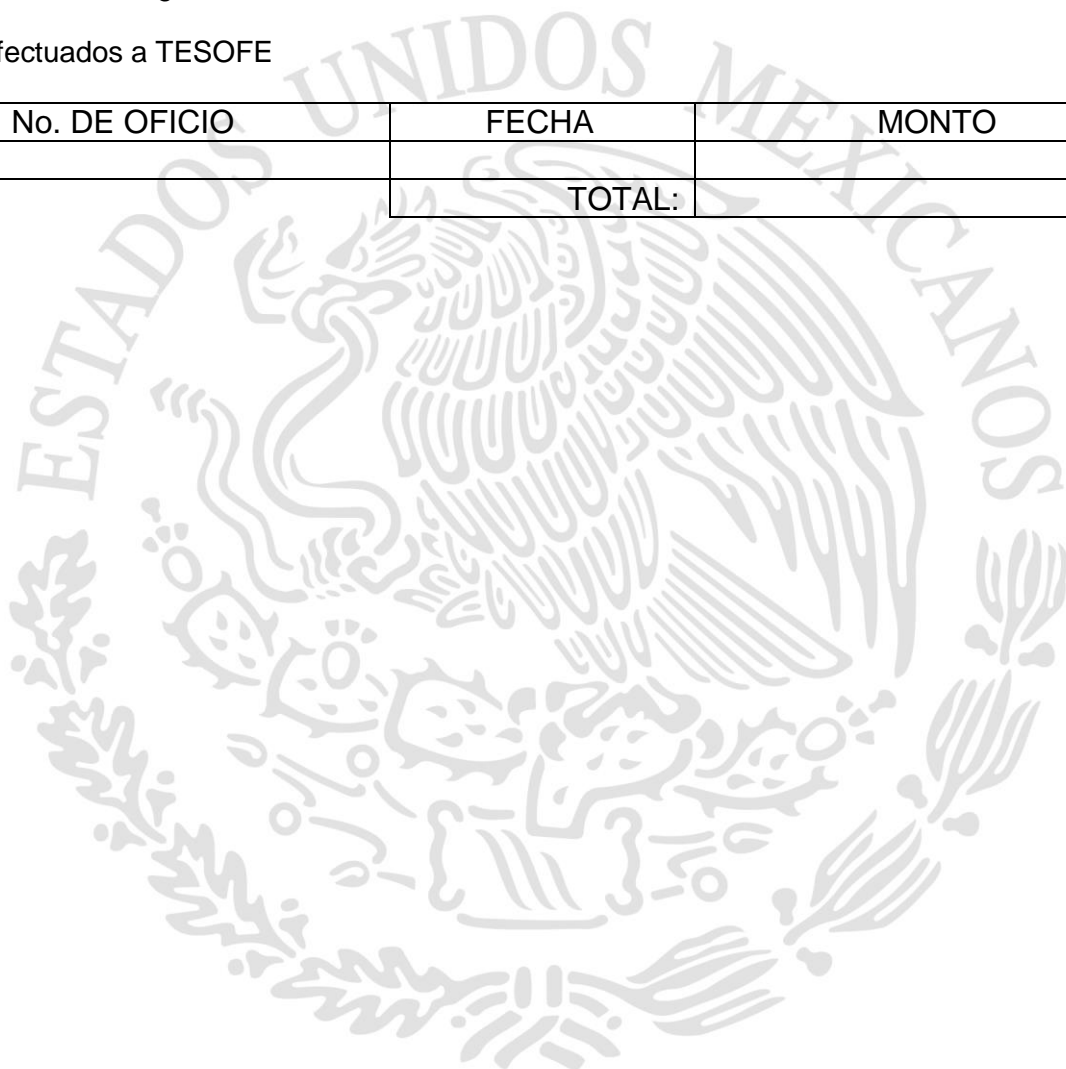 fectuados a TESOFE
No. DE OFICIO FECHA MONTO
TOTAL:
ESTADOS UNIDOS MEXICANOS